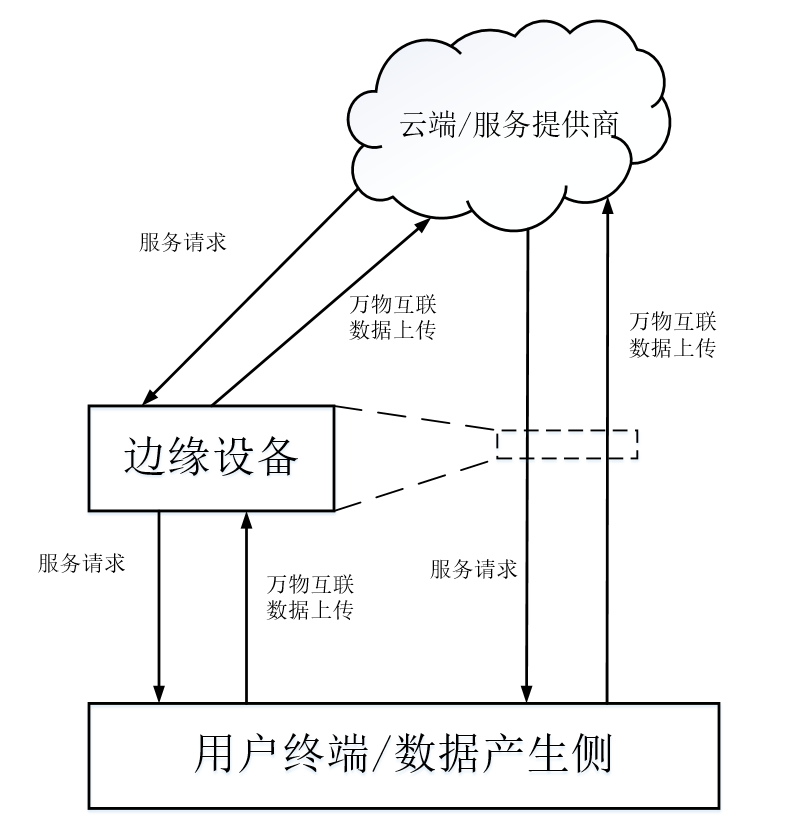 云端/服务提供商
服务请求
万物互联
数据上传
万物互联
数据上传
边缘设备
服务请求
万物互联
数据上传
服务请求
用户终端/数据产生侧